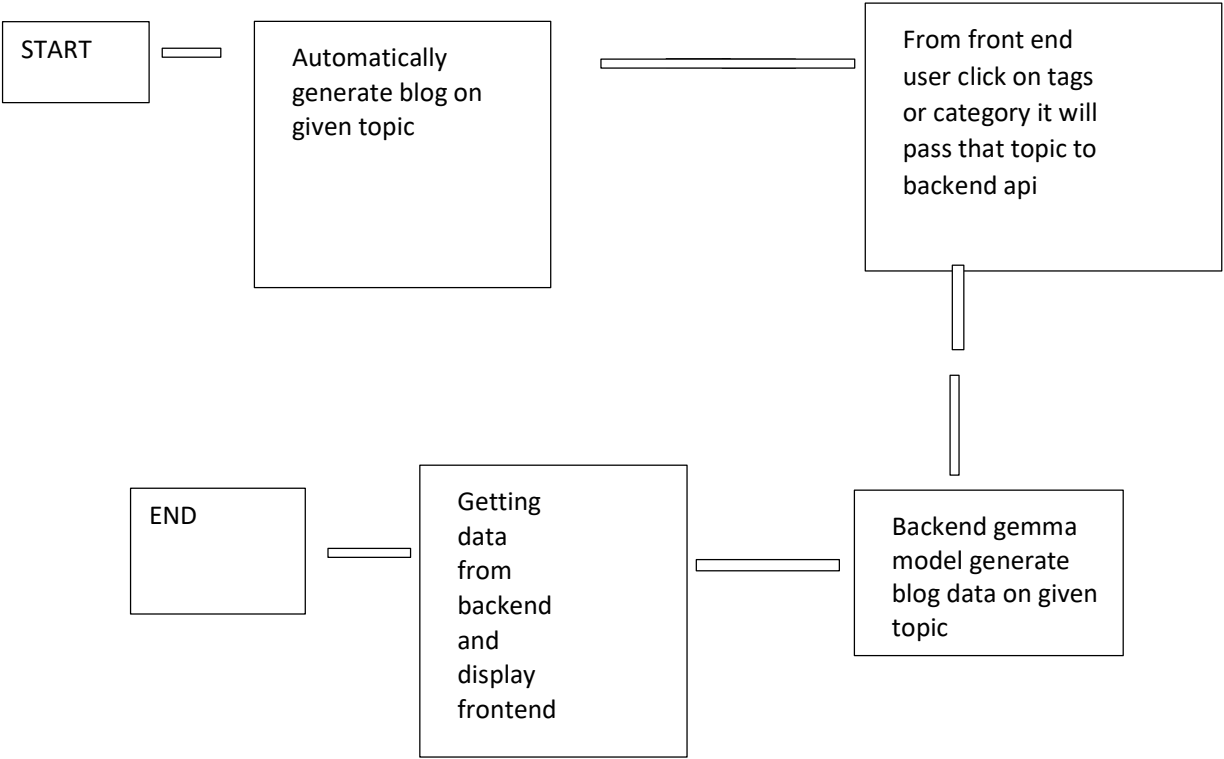 START
Automatically
generate blog on
given topic
From front end
user click on tags
or category it will
pass that topic to
backend api
Backend gemma
model generate
blog data on given
topic
Getting
data
from
backend
and
display
frontend
END